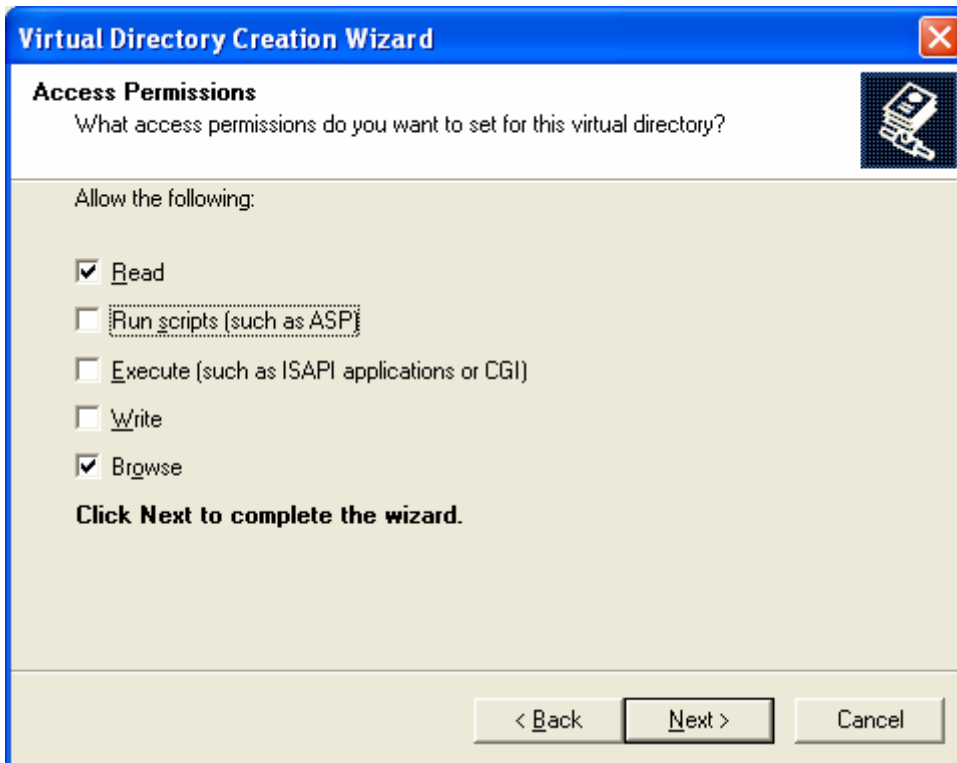 Virtual Directory Creation Wizard
Access Permissions
What access permissions do you want to set for this virtual directory?
Allow the following:
Read
Run scripts (such as ASP)
Execute (such as ISAPI applications or CGI)
Write
Browse
Click Next to complete the wizard.
< Back
Next >
Cancel